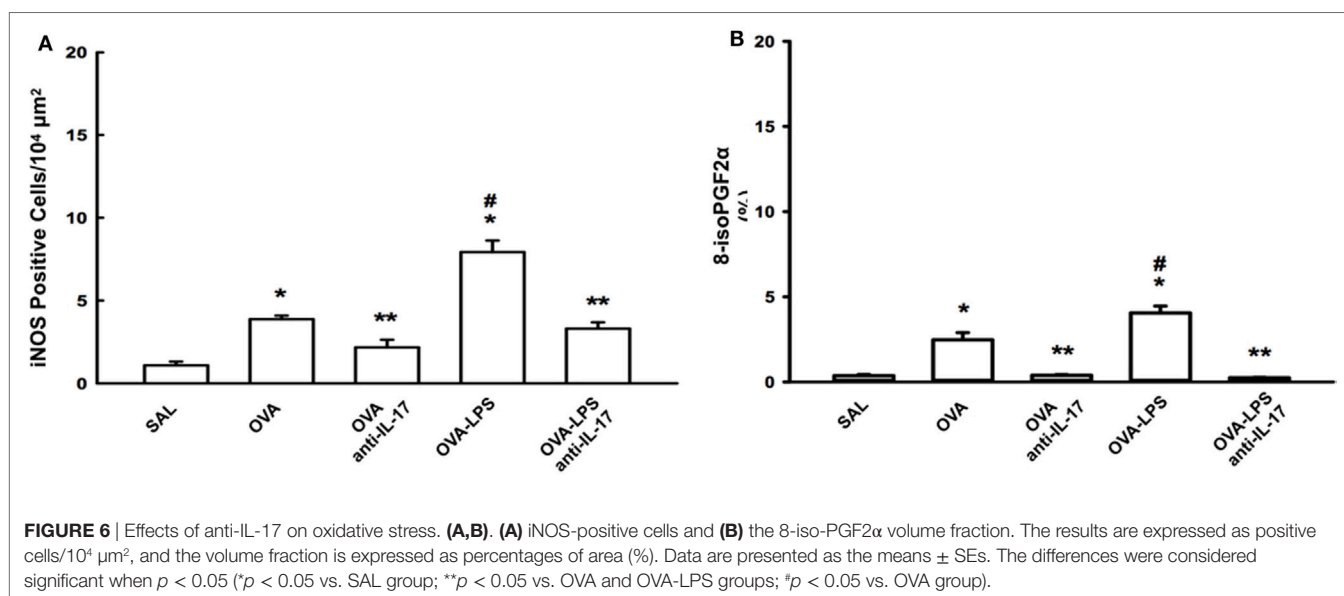 A
iNOS Positive Cells/10⁴ µm²
20
15
10
5
0
*
**
#
*
**
SAL
OVA
OVA
anti-IL-17
OVA-LPS
OVA-LPS
anti-IL-17
B
8-isoPGF2α
(%)
20
15
10
5
0
*
**
#
*
**
SAL
OVA
OVA
anti-IL-17
OVA-LPS
OVA-LPS
anti-IL-17
FIGURE 6 | Effects of anti-IL-17 on oxidative stress. (A,B). (A) iNOS-positive cells and (B) the 8-iso-PGF2α volume fraction. The results are expressed as positive
cells/10⁴ µm², and the volume fraction is expressed as percentages of area (%). Data are presented as the means ± SEs. The differences were considered
significant when p < 0.05 (*p < 0.05 vs. SAL group; **p < 0.05 vs. OVA and OVA-LPS groups; #p < 0.05 vs. OVA group).